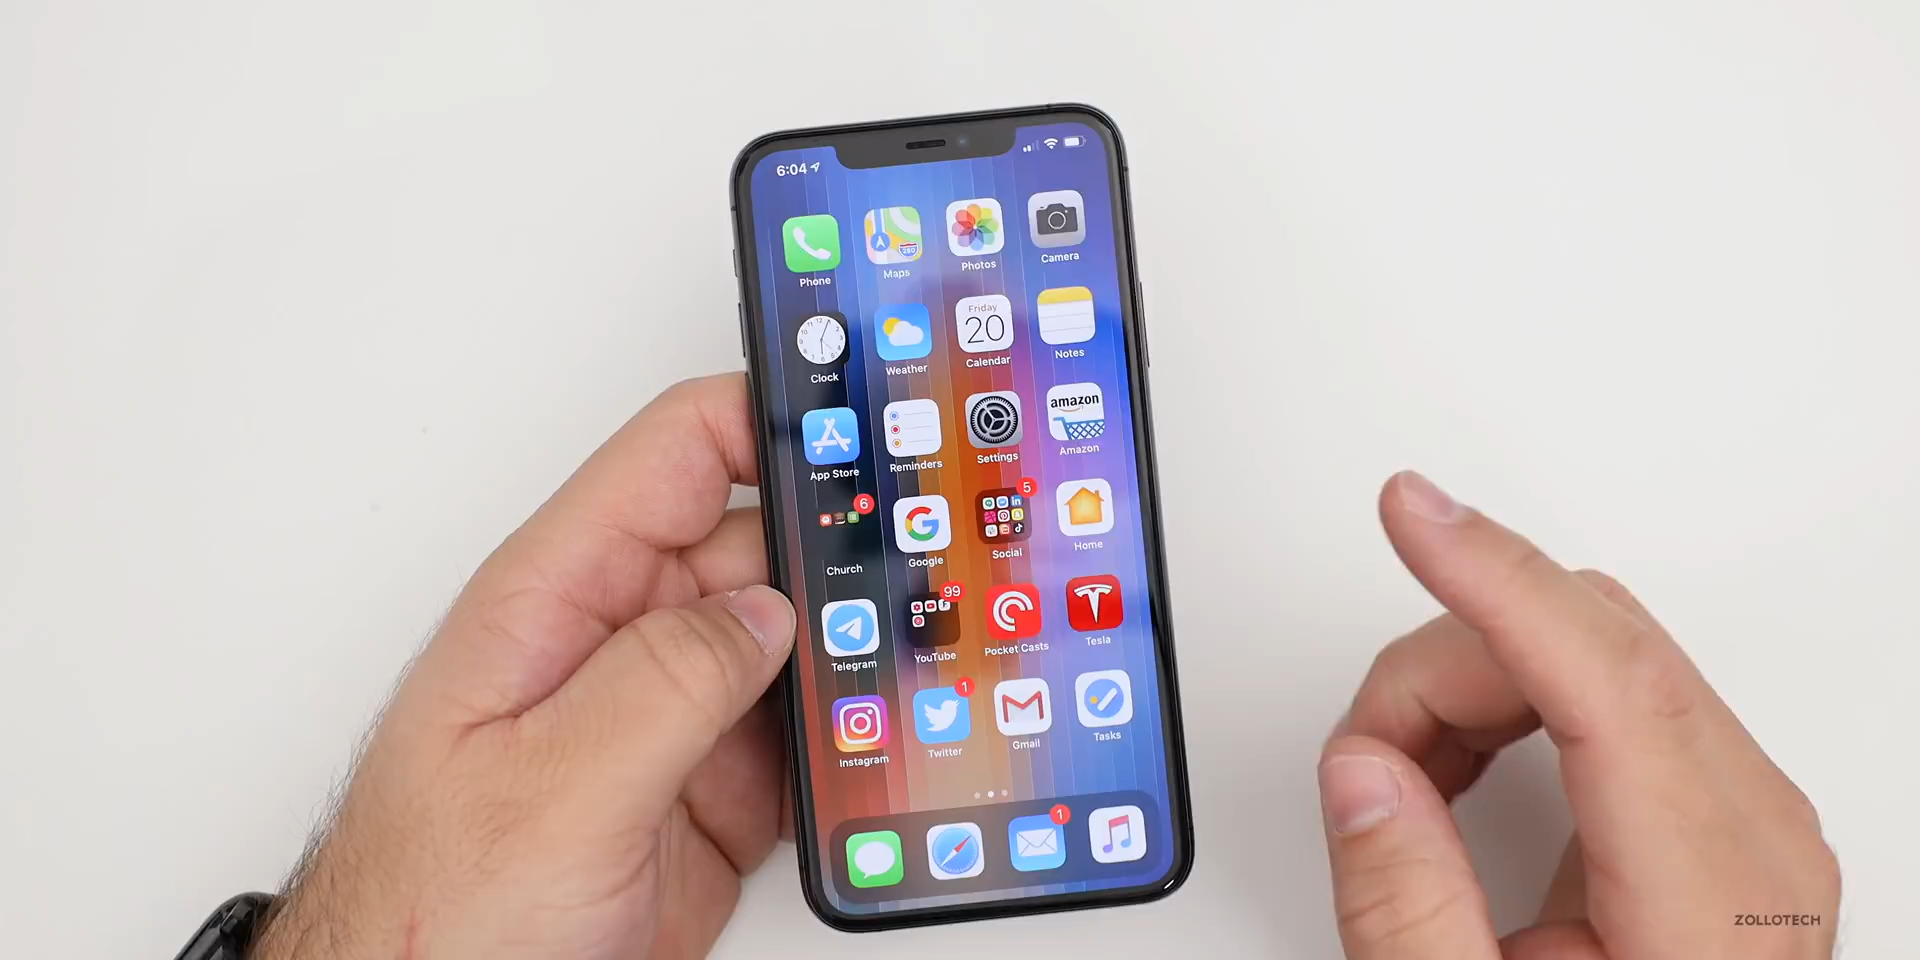 6:04
Phone
Maps
Photos
Camera
Clock
Weather
Friday
20
Calendar
Notes
App Store
Reminders
Settings
amazon
Amazon
6
Church
Google
5
Social
Home
Telegram
99
YouTube
Pocket Casts
Tesla
Instagram
1
Twitter
Gmail
Tasks
1
ZOLLOTECH